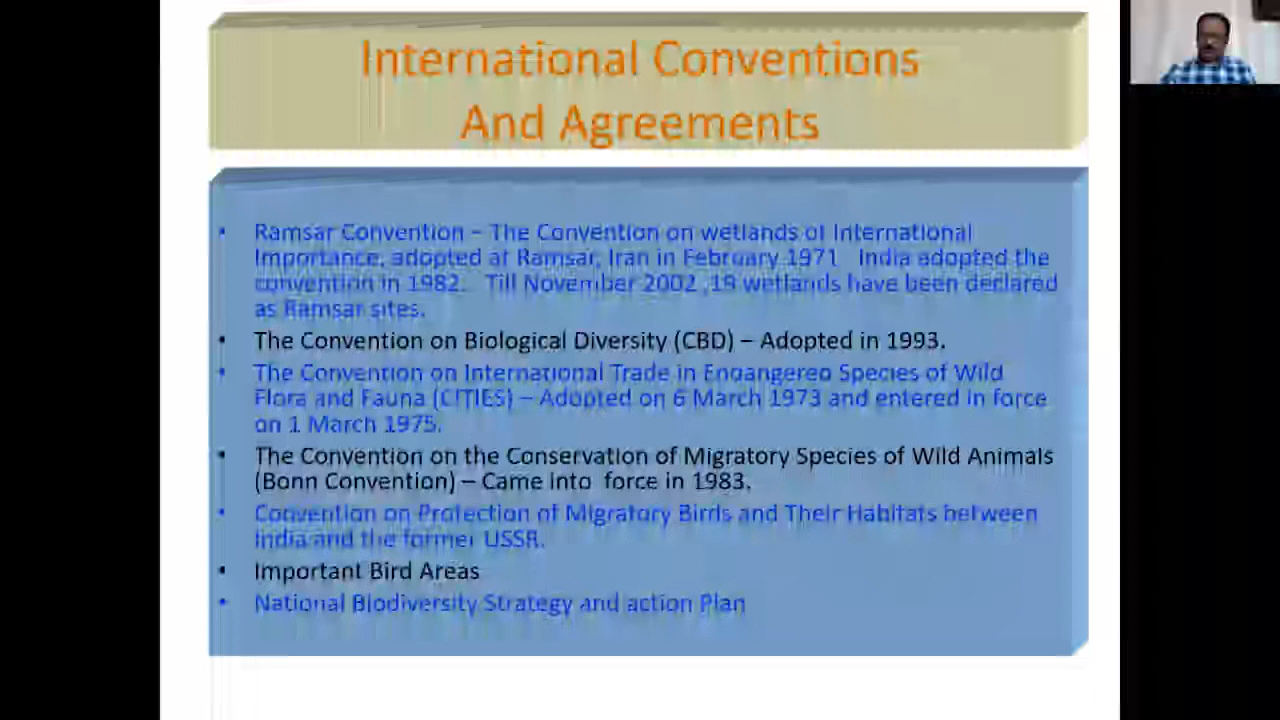 International Conventions
And Agreements
• Ramsar Convention – The Convention on wetlands of International
Importance, adopted at Ramsar, Iran in February 1971 India adopted the
convention in 1982. Till November 2002 ,19 wetlands have been declared
as Ramsar sites.
• The Convention on Biological Diversity (CBD) – Adopted in 1993.
• The Convention on International Trade in Endangered Species of Wild
Flora and Fauna (CITIES) – Adopted on 6 March 1973 and entered in force
on 1 March 1975.
• The Convention on the Conservation of Migratory Species of Wild Animals
(Bonn Convention) – Came into force in 1983.
• Convention on Protection of Migratory Birds and Their Habitats between
India and the former USSR.
• Important Bird Areas
• National Biodiversity Strategy and action Plan